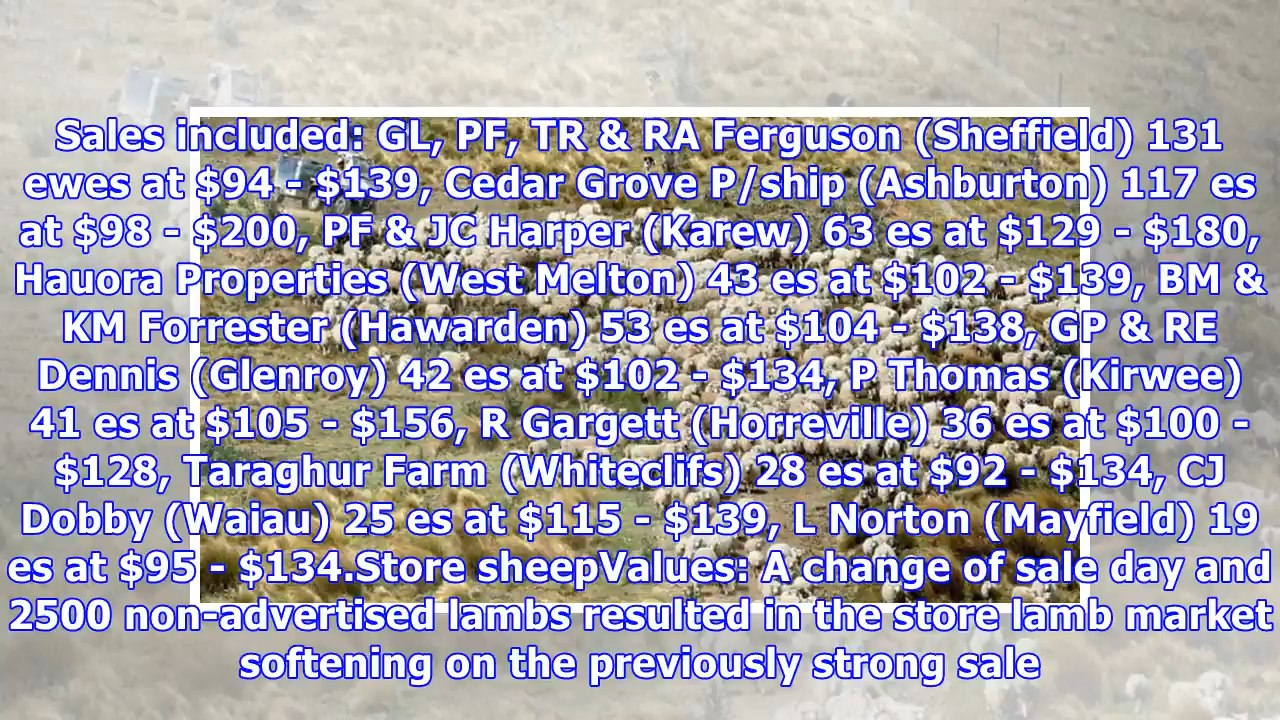 Sales included: GL, PF, TR & RA Ferguson (Sheffield) 131
ewes at $94 - $139, Cedar Grove P/ship (Ashburton) 117 es
at $98 - $200, PF & JC Harper (Karew) 63 es at $129 - $180,
Hauora Properties (West Melton) 43 es at $102 - $139, BM &
KM Forrester (Hawarden) 53 es at $104 - $138, GP & RE
Dennis (Glenroy) 42 es at $102 - $134, P Thomas (Kirwee)
41 es at $105 - $156, R Gargett (Horreville) 36 es at $100 -
$128, Taraghur Farm (Whiteclifs) 28 es at $92 - $134, CJ
Dobby (Waiau) 25 es at $115 - $139, L Norton (Mayfield) 19
es at $95 - $134.Store sheepValues: A change of sale day and
2500 non-advertised lambs resulted in the store lamb market
softening on the previously strong sale